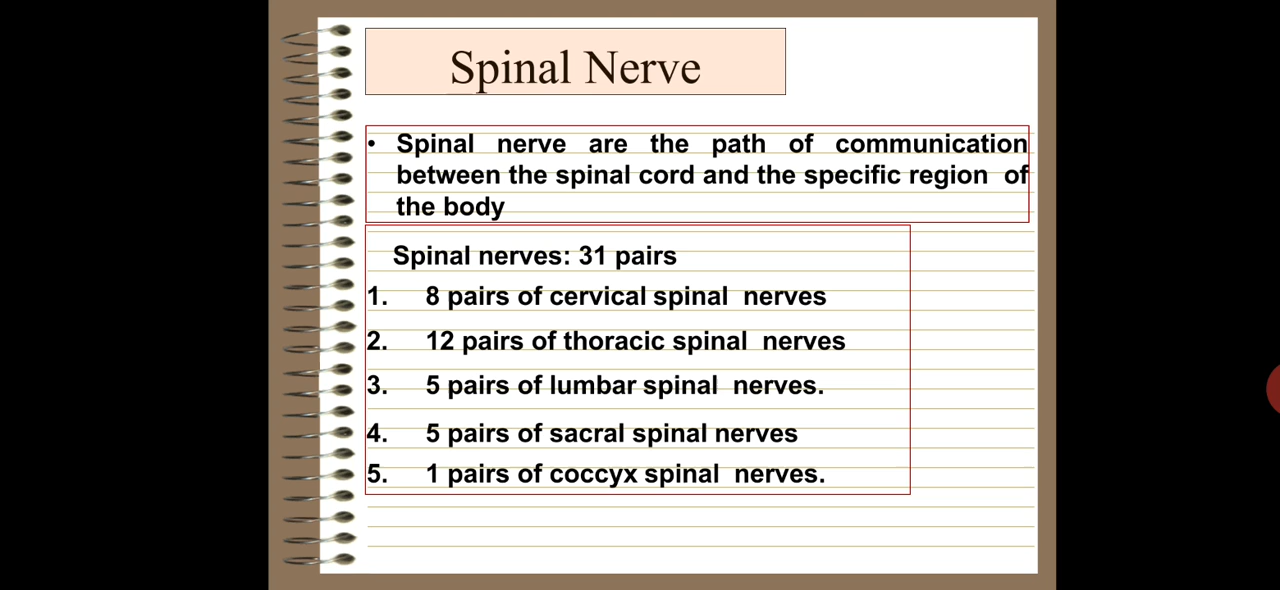 Spinal Nerve
• Spinal nerve are the path of communication
between the spinal cord and the specific region of
the body
Spinal nerves: 31 pairs
1. 8 pairs of cervical spinal nerves
2. 12 pairs of thoracic spinal nerves
3. 5 pairs of lumbar spinal nerves.
4. 5 pairs of sacral spinal nerves
5. 1 pairs of coccyx spinal nerves.